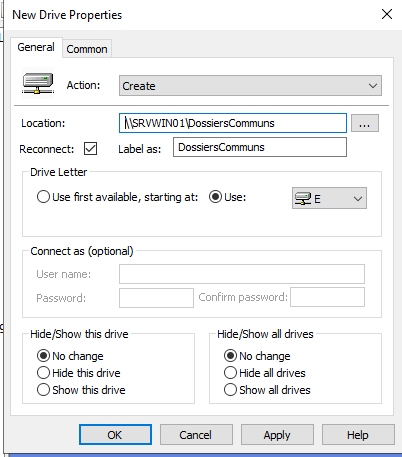 New Drive Properties
General Common
Action: Create
Location: \\SRVWIN01\DossiersCommuns ...
Reconnect: Label as: DossiersCommuns
Drive Letter
Use first available, starting at: Use: E
Connect as (optional)
User name:
Password: Confirm password:
Hide/Show this drive Hide/Show all drives
No change No change
Hide this drive Hide all drives
Show this drive Show all drives
OK Cancel Apply Help